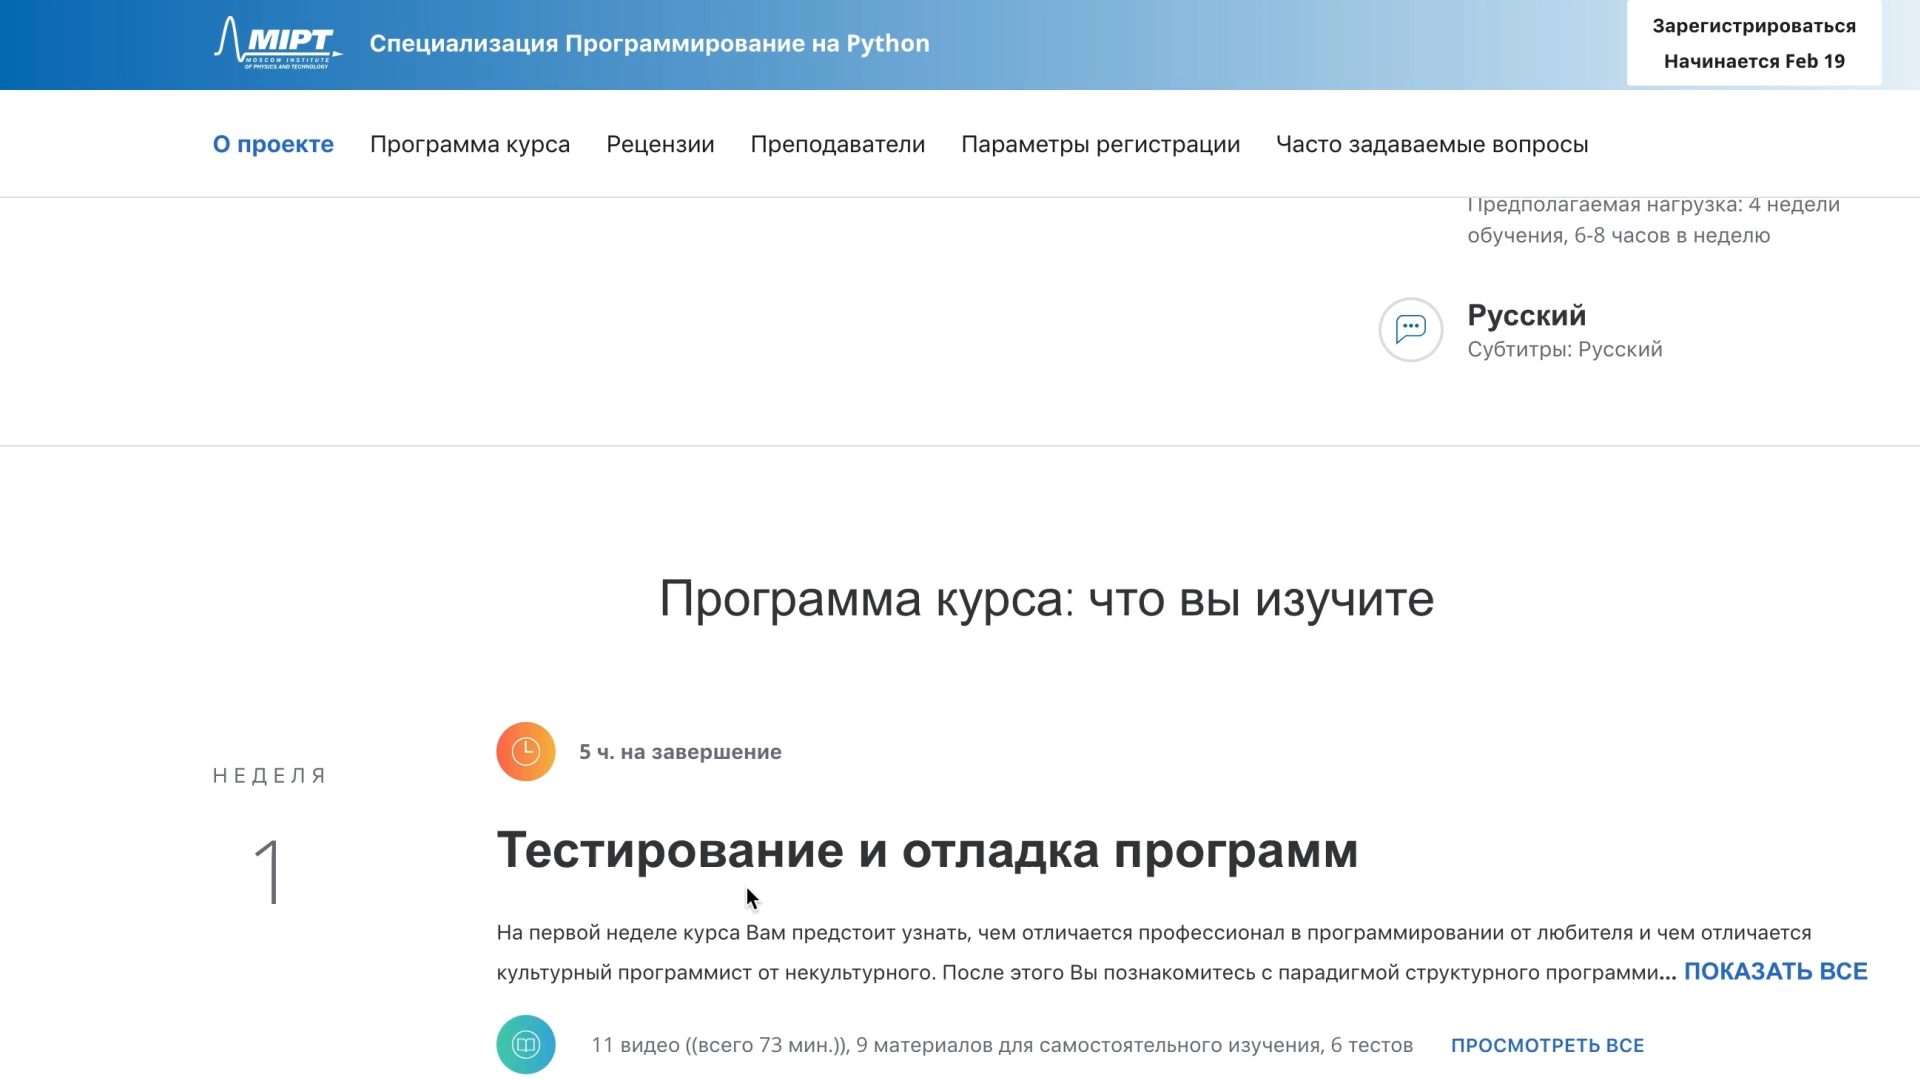 MIPT
MOSCOW INSTITUTE
OF PHYSICS AND TECHNOLOGY
Специализация Программирование на Python
Зарегистрироваться
Начинается Feb 19
О проекте Программа курса Рецензии Преподаватели Параметры регистрации Часто задаваемые вопросы
Предполагаемая нагрузка: 4 недели
обучения, 6-8 часов в неделю
Русский
Субтитры: Русский
Программа курса: что вы изучите
НЕДЕЛЯ
1
5 ч. на завершение
Тестирование и отладка программ
На первой неделе курса Вам предстоит узнать, чем отличается профессионал в программировании от любителя и чем отличается
культурный программист от некультурного. После этого Вы познакомитесь с парадигмой структурного программи... ПОКАЗАТЬ ВСЕ
11 видео ((всего 73 мин.)), 9 материалов для самостоятельного изучения, 6 тестов ПРОСМОТРЕТЬ ВСЕ